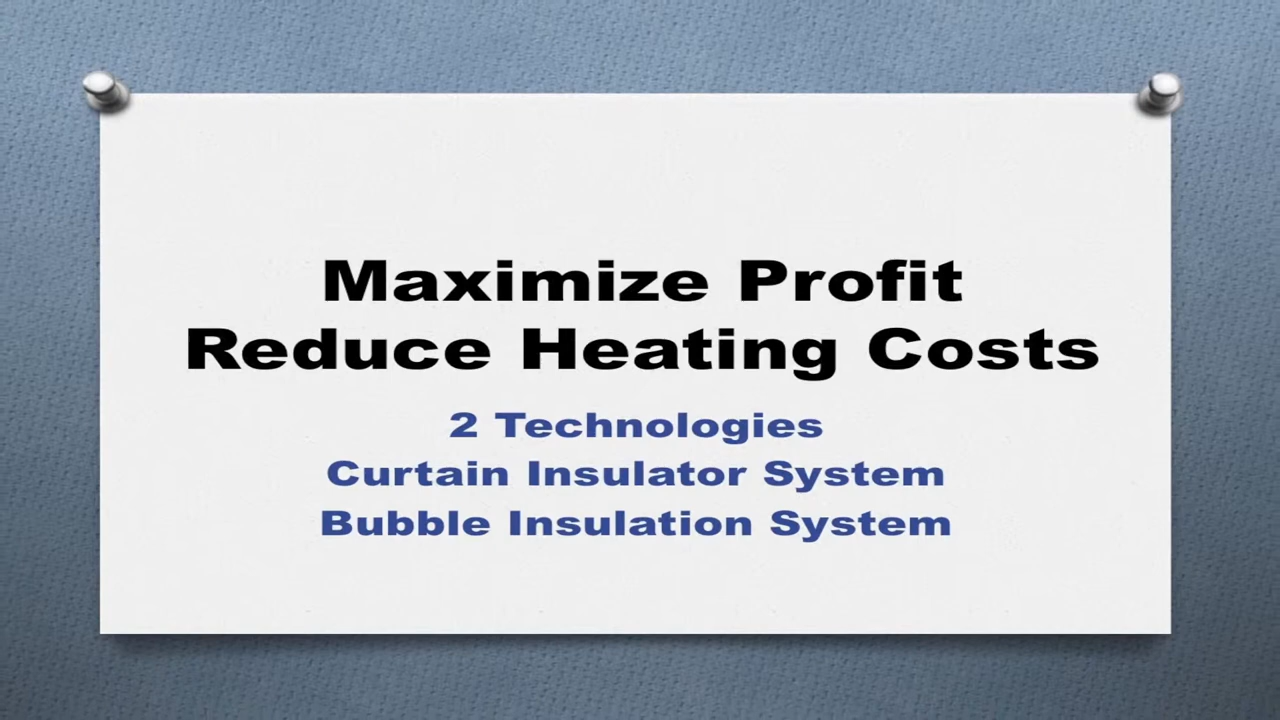 Maximize Profit
Reduce Heating Costs
2 Technologies
Curtain Insulator System
Bubble Insulation System